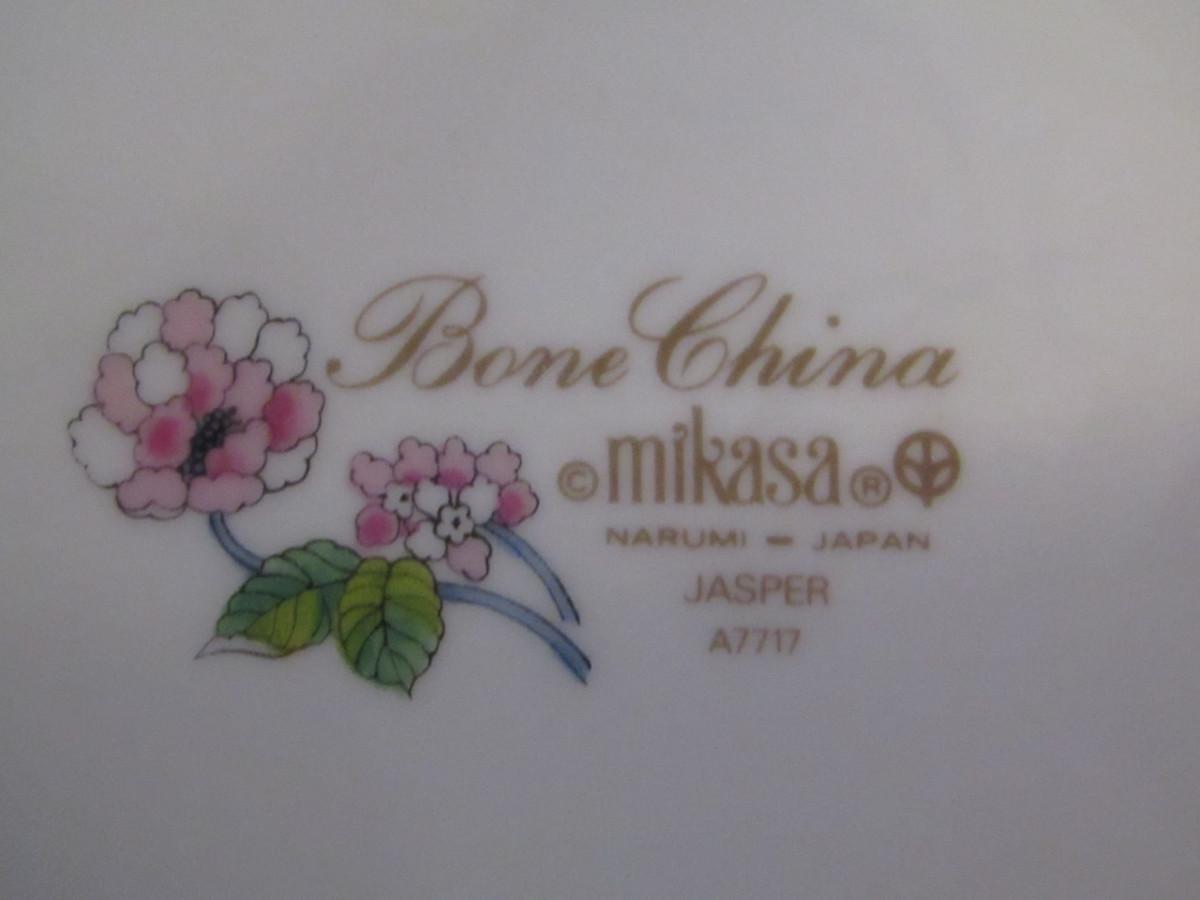 Bone China
© mikasa ®
NARUMI – JAPAN
JASPER
A7717